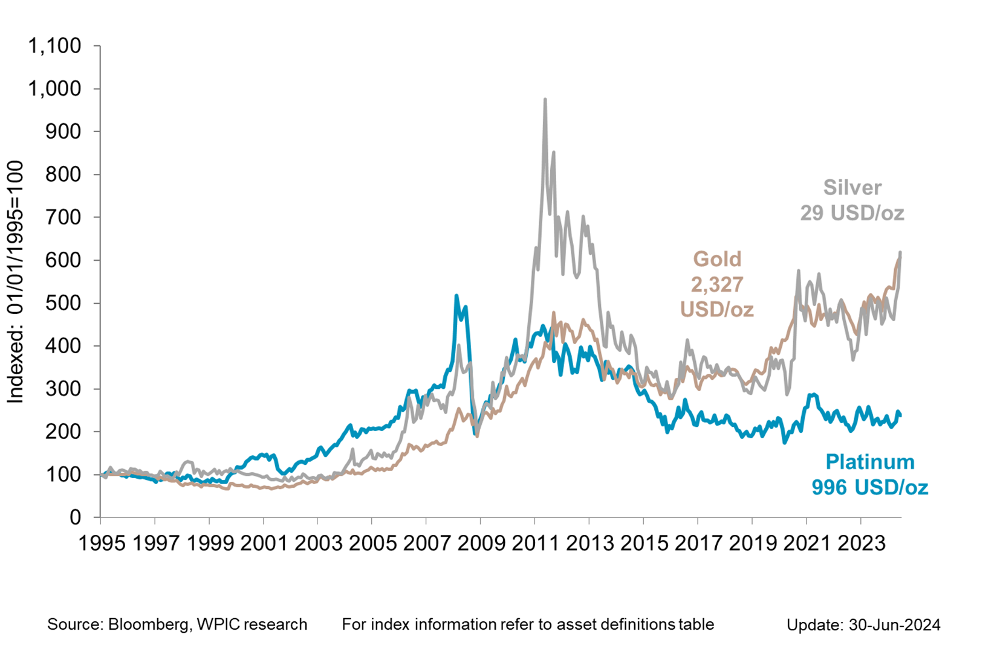 1,100
1,000
900
800
700
600
500
400
300
200
100
0
Indexed: 01/01/1995=100
Silver
29 USD/oz
Gold
2,327
USD/oz
Platinum
996 USD/oz
1995 1997 1999 2001 2003 2005 2007 2009 2011 2013 2015 2017 2019 2021 2023
Source: Bloomberg, WPIC research For index information refer to asset definitions table Update: 30-Jun-2024